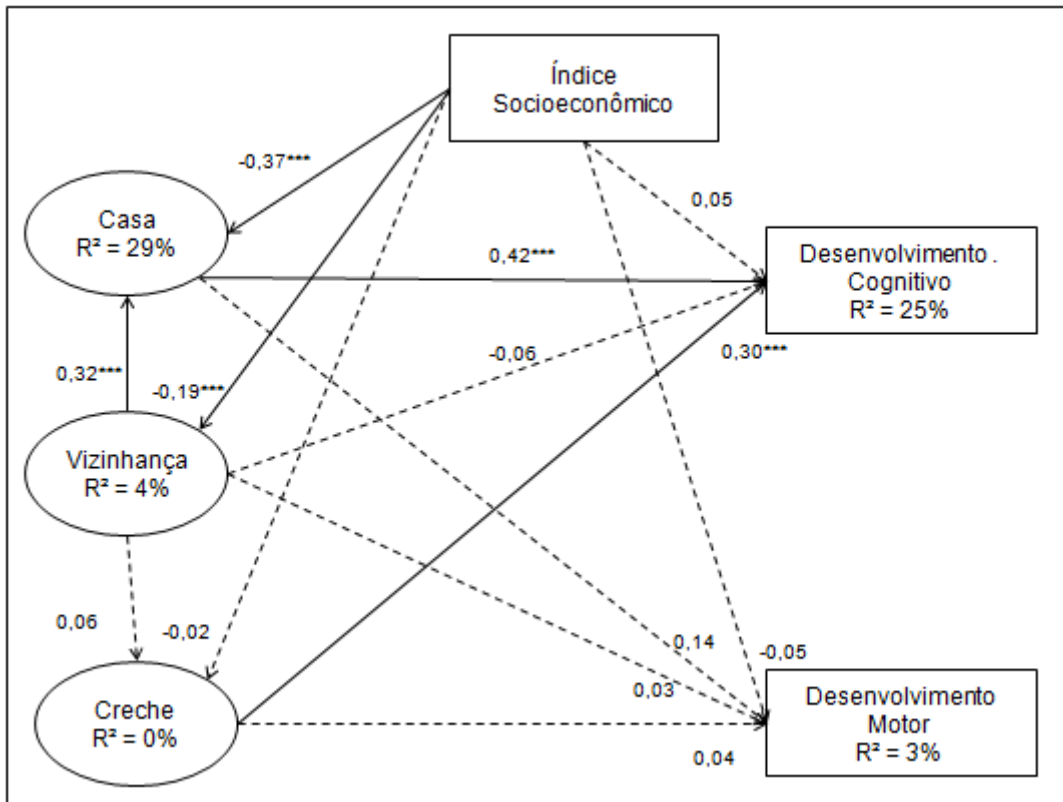 Índice
Socioeconômico
-0,37***
0,05
Casa
R² = 29%
0,42***
Desenvolvimento .
Cognitivo
R² = 25%
-0,06
0,30***
0,32***
-0,19***
Vizinhança
R² = 4%
0,06
-0,02
0,14
-0,05
0,03
Creche
R² = 0%
Desenvolvimento
Motor
R² = 3%
0,04